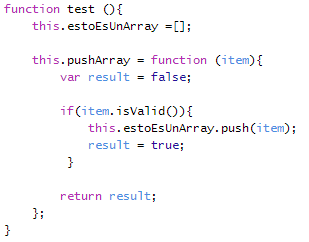 function test (){
    this.estoEsUnArray =[];

    this.pushArray = function (item){
        var result = false;

        if(item.isValid()){
            this.estoEsUnArray.push(item);
            result = true;
         }

        return result;
    };
}